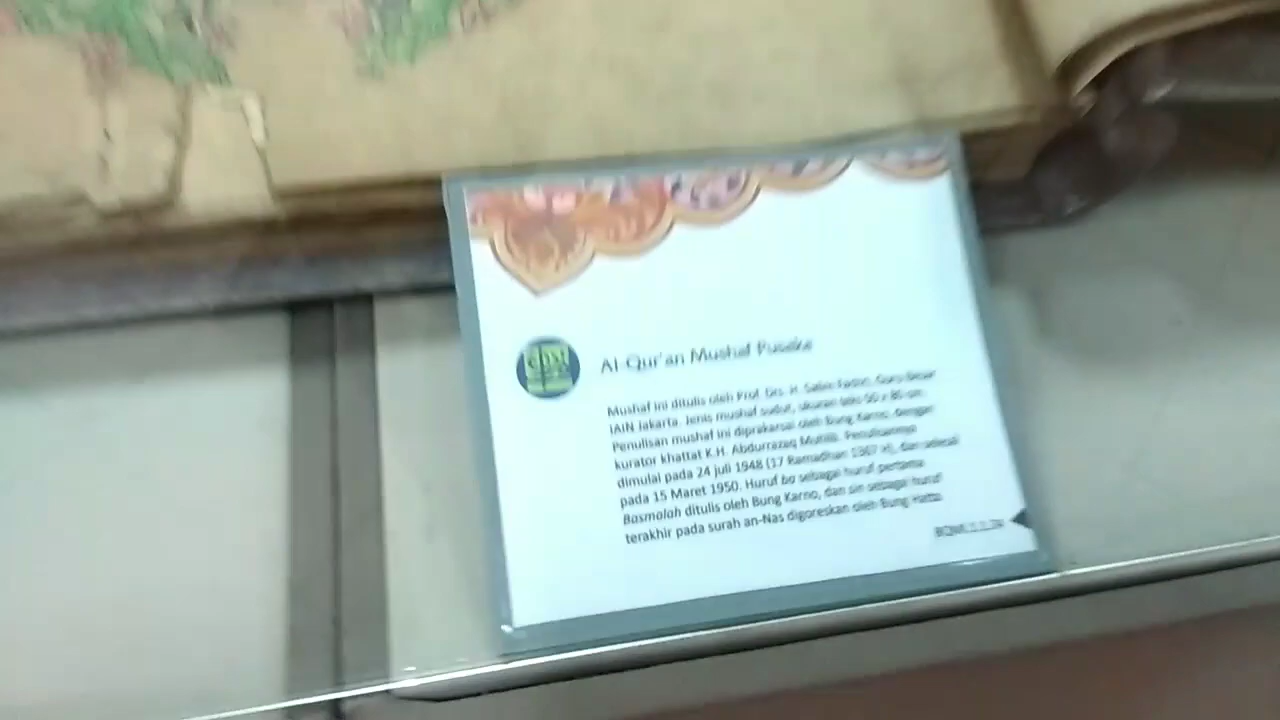 Al-Qur'an Mushaf Pusaka
Mushaf ini ditulis oleh Prof. Drs. H. Salim Fachri, Guru Besar
IAIN Jakarta. Jenis mushaf sudut, ukuran teks 50 x 80 cm.
Penulisan mushaf ini diprakarsai oleh Bung Karno, dengan
kurator khattat K.H. Abdurrazaq Muhilli. Penulisannya
dimulai pada 24 juli 1948 (17 Ramadhan 1367 H), dan selesai
pada 15 Maret 1950. Huruf ba sebagai huruf pertama
Basmalah ditulis oleh Bung Karno, dan sin sebagai huruf
terakhir pada surah an-Nas digoreskan oleh Bung Hatta